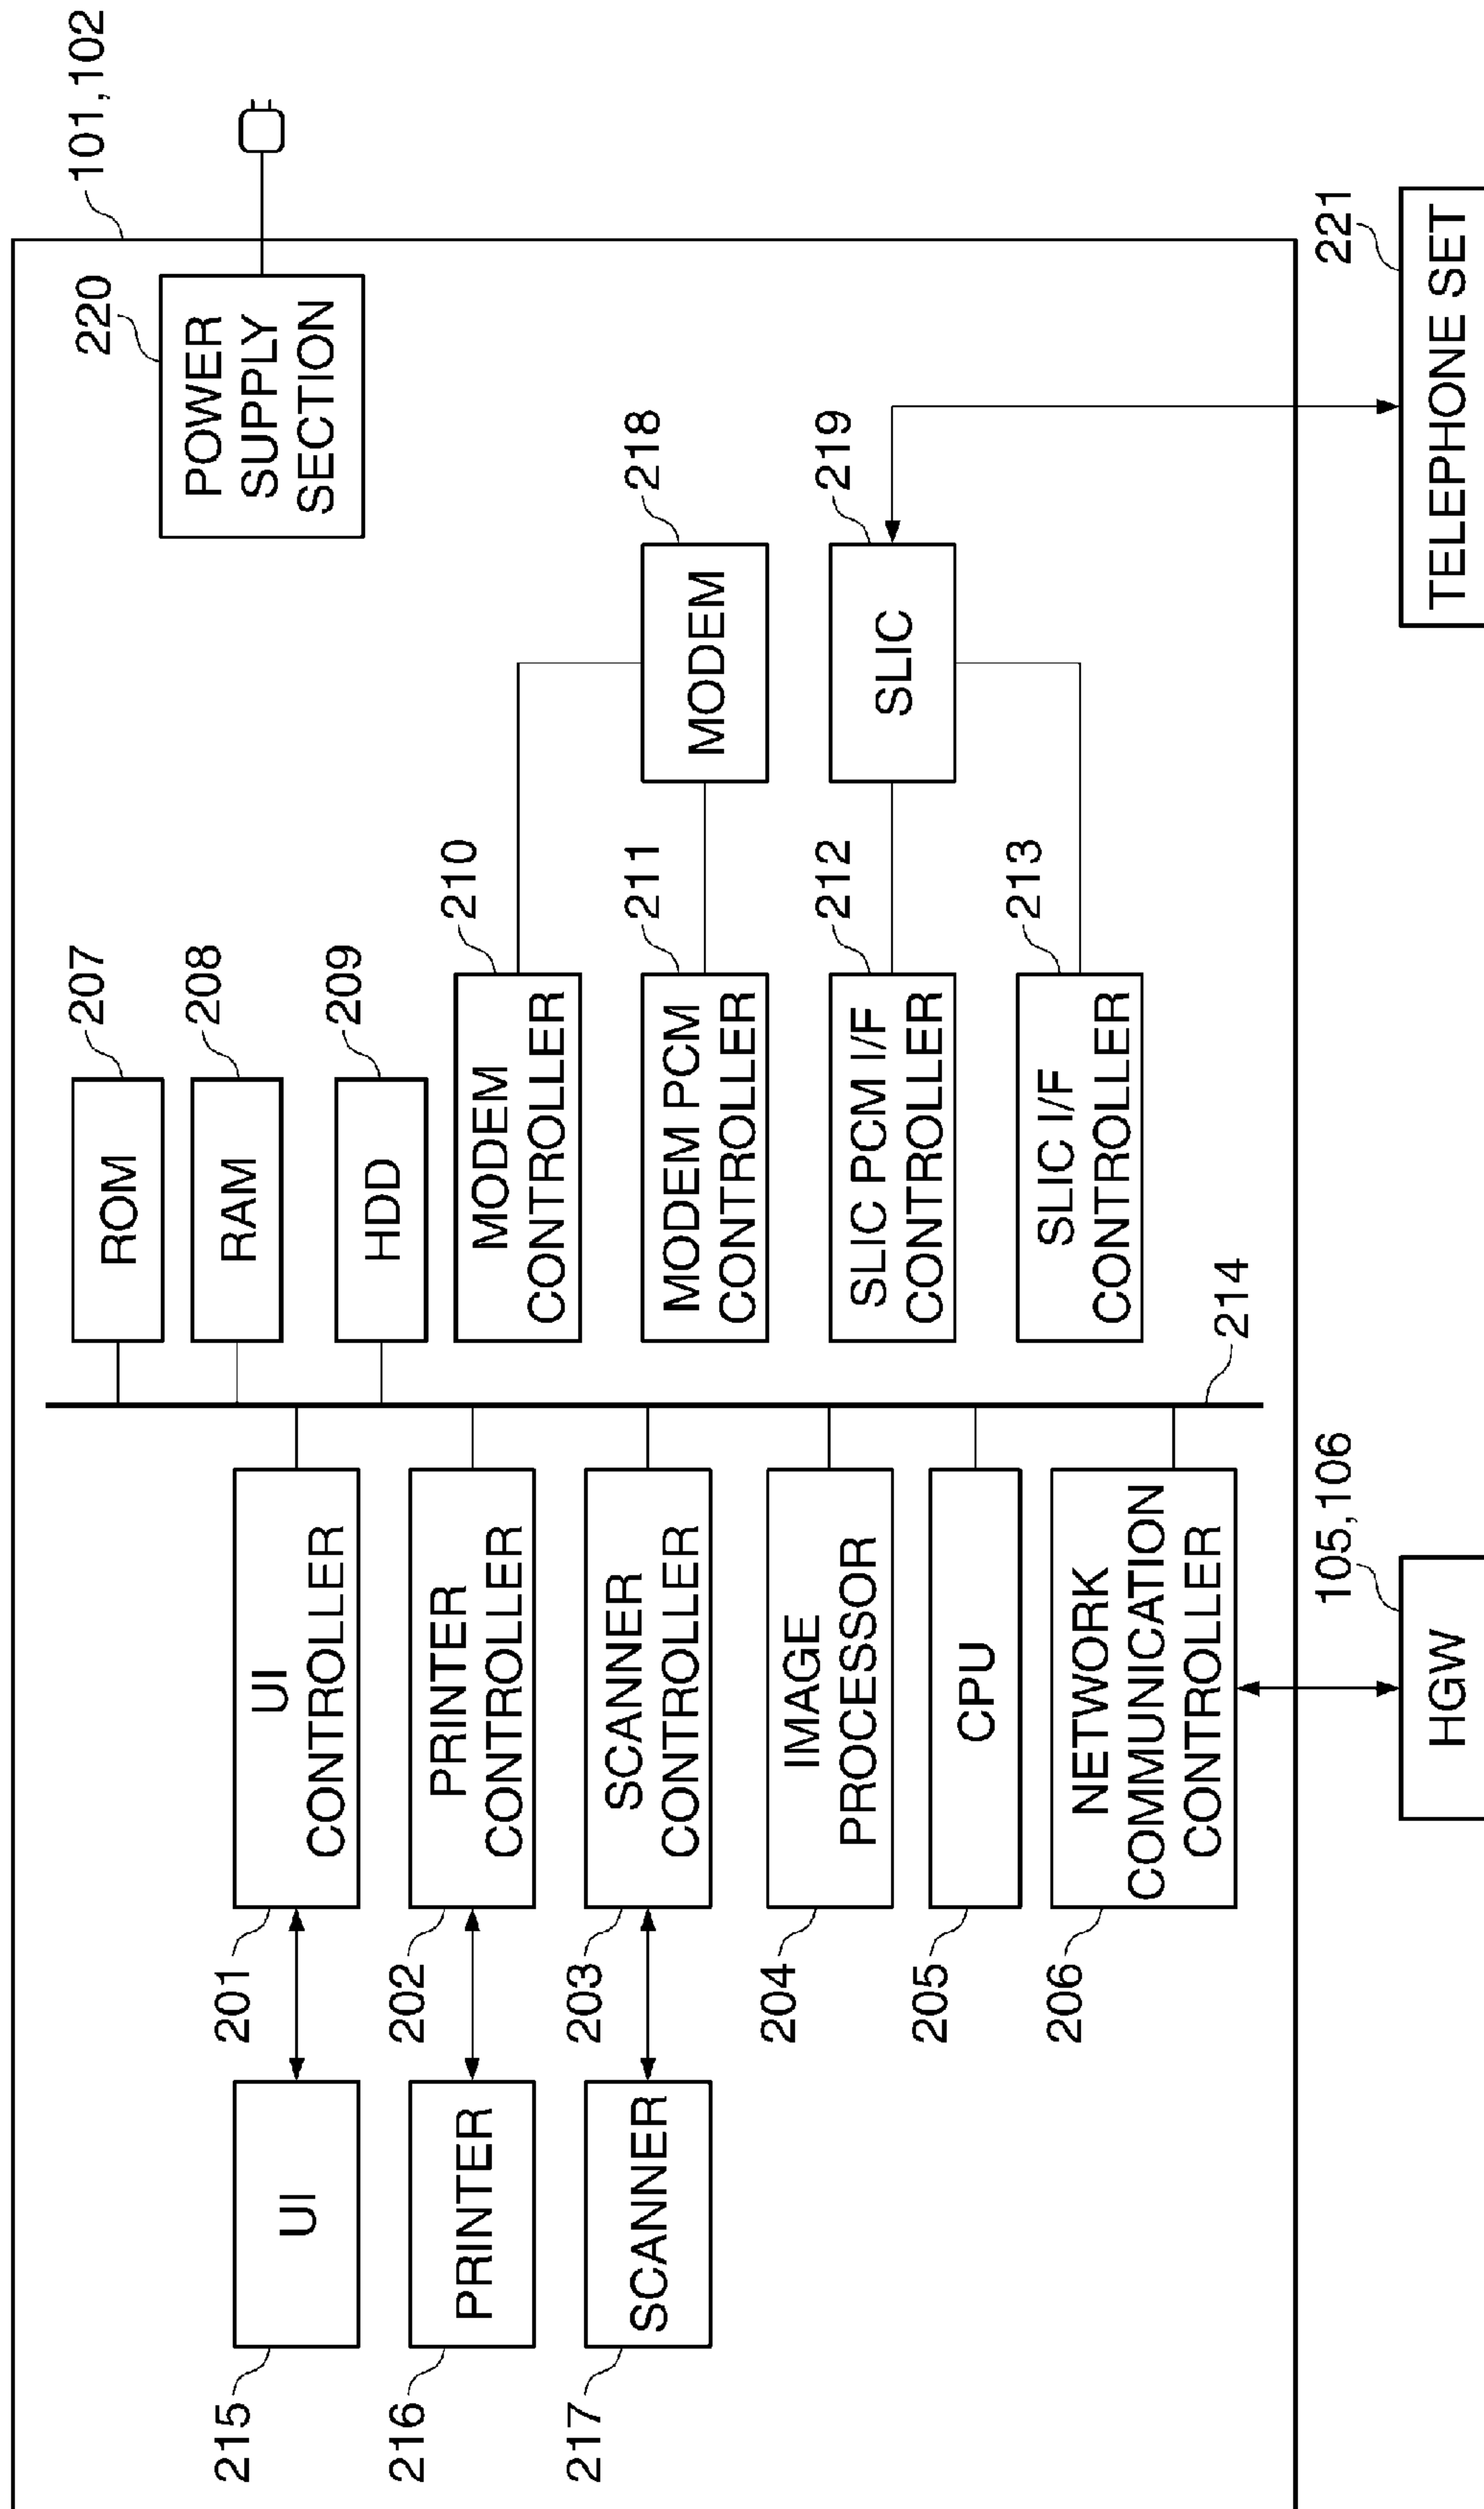 101,102
220
POWER
SUPPLY
SECTION
207
ROM
208
RAM
209
HDD
210
MODEM
CONTROLLER
218
MODEM
211
MODEM PCM
CONTROLLER
219
SLIC
212
SLIC PCM I/F
CONTROLLER
213
SLIC I/F
CONTROLLER
214
215
UI
201
UI
CONTROLLER
216
PRINTER
202
PRINTER
CONTROLLER
217
SCANNER
203
SCANNER
CONTROLLER
204
IMAGE
PROCESSOR
205
CPU
206
NETWORK
COMMUNICATION
CONTROLLER
105,106
HGW
221
TELEPHONE SET